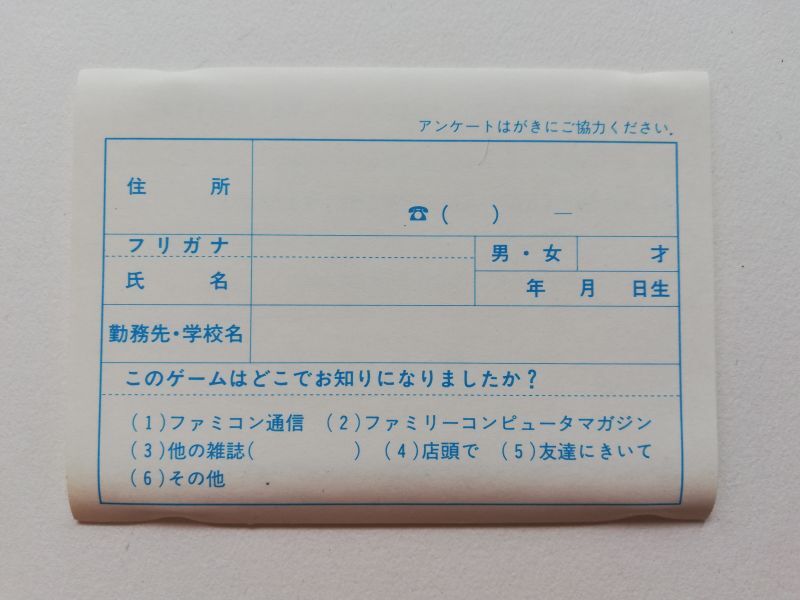 アンケートはがきにご協力ください.
住　所
☎(　　)　　—
フリガナ
男・女　才
氏　名
年　月　日生
勤務先・学校名
このゲームはどこでお知りになりましたか？
(1)ファミコン通信　(2)ファミリーコンピュータマガジン
(3)他の雑誌(　　　　　)　(4)店頭で　(5)友達にきいて
(6)その他